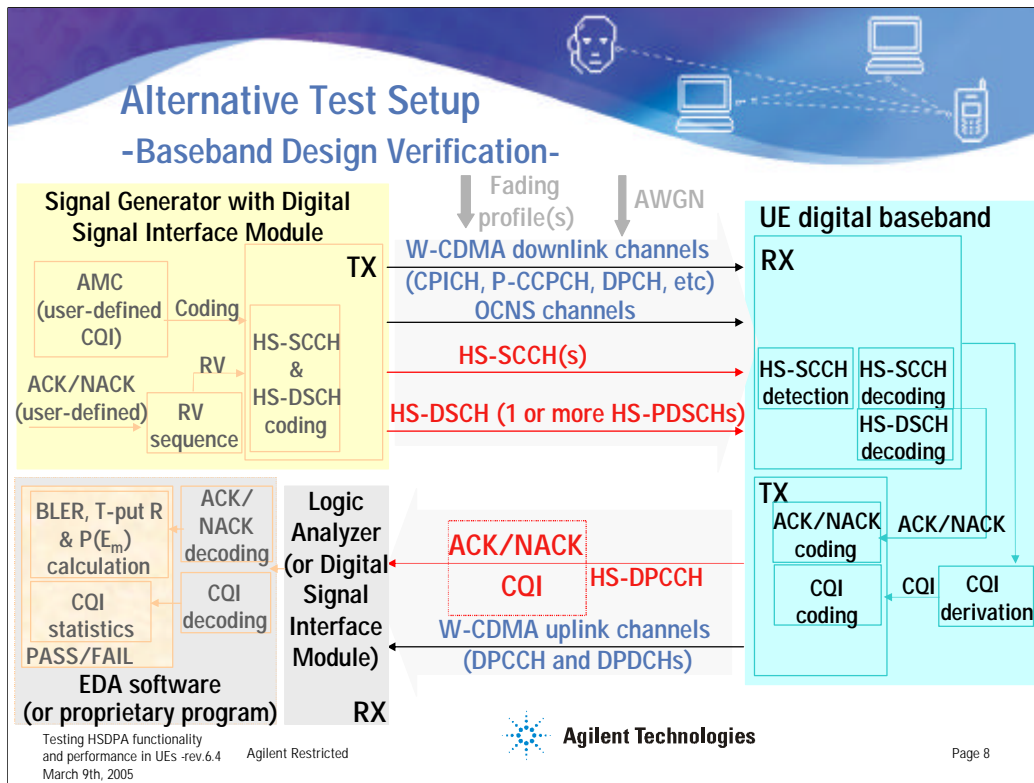 Alternative Test Setup
-Baseband Design Verification-
Signal Generator with Digital
Signal Interface Module
TX
AMC
(user-defined
CQI)
Coding
HS-SCCH
&
HS-DSCH
coding
ACK/NACK
(user-defined)
RV
RV
sequence
Fading
profile(s)
AWGN
W-CDMA downlink channels
(CPICH, P-CCPCH, DPCH, etc)
OCNS channels
HS-SCCH(s)
HS-DSCH (1 or more HS-PDSCHs)
UE digital baseband
RX
HS-SCCH
detection
HS-SCCH
decoding
HS-DSCH
decoding
TX
ACK/NACK
coding
ACK/NACK
CQI
coding
CQI
CQI
derivation
ACK/NACK
CQI
HS-DPCCH
W-CDMA uplink channels
(DPCCH and DPDCHs)
Logic
Analyzer
(or Digital
Signal
Interface
Module)
RX
BLER, T-put R
& P(Em)
calculation
ACK/
NACK
decoding
CQI
statistics
CQI
decoding
PASS/FAIL
EDA software
(or proprietary program)
Testing HSDPA functionality
and performance in UEs -rev.6.4
March 9th, 2005
Agilent Restricted
Agilent Technologies
Page 8